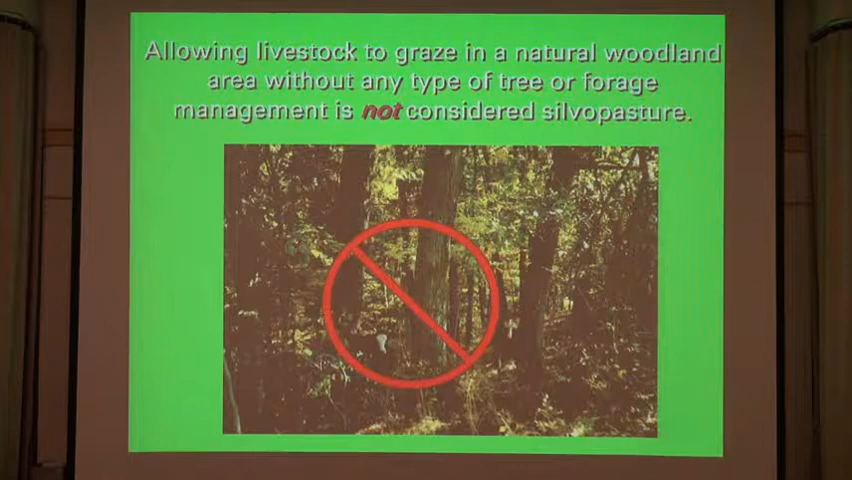 Allowing livestock to graze in a natural woodland
area without any type of tree or forage
management is not considered silvopasture.